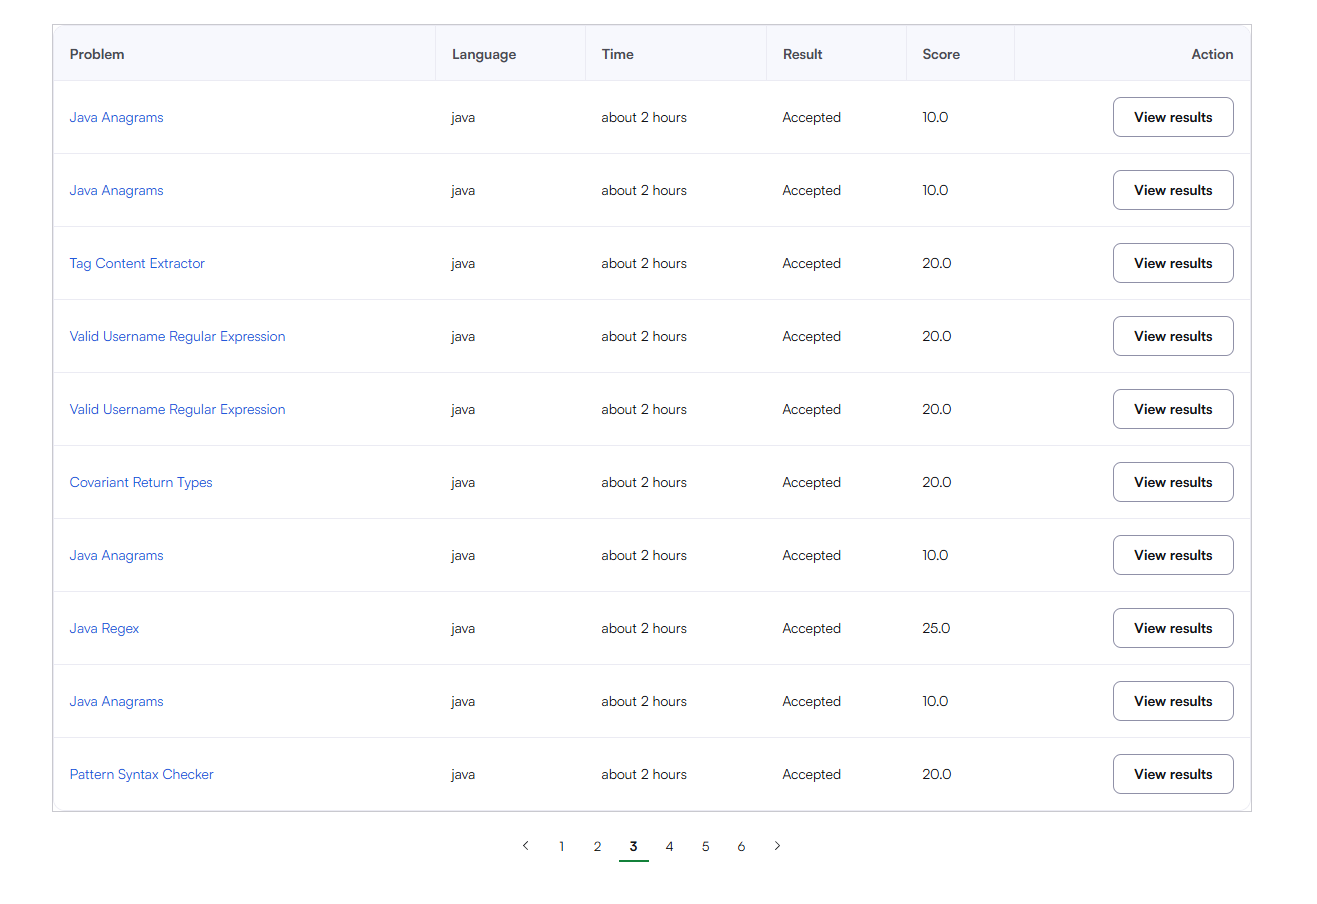 Problem Language Time Result Score Action
Java Anagrams java about 2 hours Accepted 10.0 View results
Java Anagrams java about 2 hours Accepted 10.0 View results
Tag Content Extractor java about 2 hours Accepted 20.0 View results
Valid Username Regular Expression java about 2 hours Accepted 20.0 View results
Valid Username Regular Expression java about 2 hours Accepted 20.0 View results
Covariant Return Types java about 2 hours Accepted 20.0 View results
Java Anagrams java about 2 hours Accepted 10.0 View results
Java Regex java about 2 hours Accepted 25.0 View results
Java Anagrams java about 2 hours Accepted 10.0 View results
Pattern Syntax Checker java about 2 hours Accepted 20.0 View results
1 2 3 4 5 6